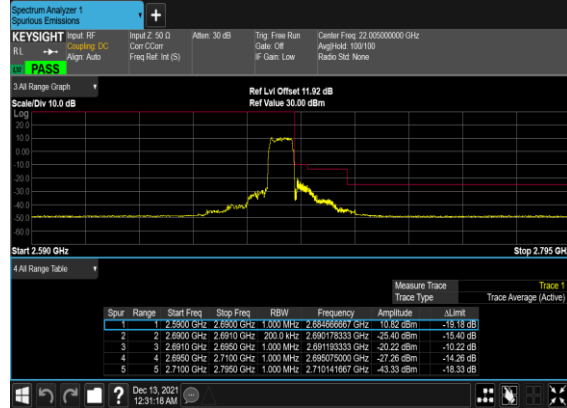 Spectrum Analyzer 1
Spurious Emissions
KEYSIGHT
RL
PASS
Input: RF
Coupling: DC
Align: Auto
Input Z: 50 Ω
Corr CCorr
Freq Ref: Int (S)
Atten: 30 dB
Trig: Free Run
Gate: Off
IF Gain: Low
Center Freq: 22.005000000 GHz
Avg|Hold: 100/100
Radio Std: None
3 All Range Graph
Scale/Div 10.0 dB
Ref Lvl Offset 11.92 dB
Ref Value 30.00 dBm
Log
20.0
10.0
0.00
-10.0
-20.0
-30.0
-40.0
-50.0
-60.0
Start 2.590 GHz
Stop 2.795 GH
4 All Range Table
Measure Trace Trace 1
Trace Type Trace Average (Active)
Spur Range Start Freq Stop Freq RBW Frequency Amplitude ΔLimit
1 1 2.5900 GHz 2.6900 GHz 1.000 MHz 2.684666667 GHz 10.82 dBm -19.18 dB
2 2 2.6900 GHz 2.6910 GHz 200.0 kHz 2.690178333 GHz -25.40 dBm -15.40 dB
3 3 2.6910 GHz 2.6950 GHz 1.000 MHz 2.691193333 GHz -20.22 dBm -10.22 dB
4 4 2.6950 GHz 2.7100 GHz 1.000 MHz 2.695075000 GHz -27.26 dBm -14.26 dB
5 5 2.7100 GHz 2.7950 GHz 1.000 MHz 2.710141667 GHz -43.33 dBm -18.33 dB
?
Dec 13, 2021
12:31:18 AM